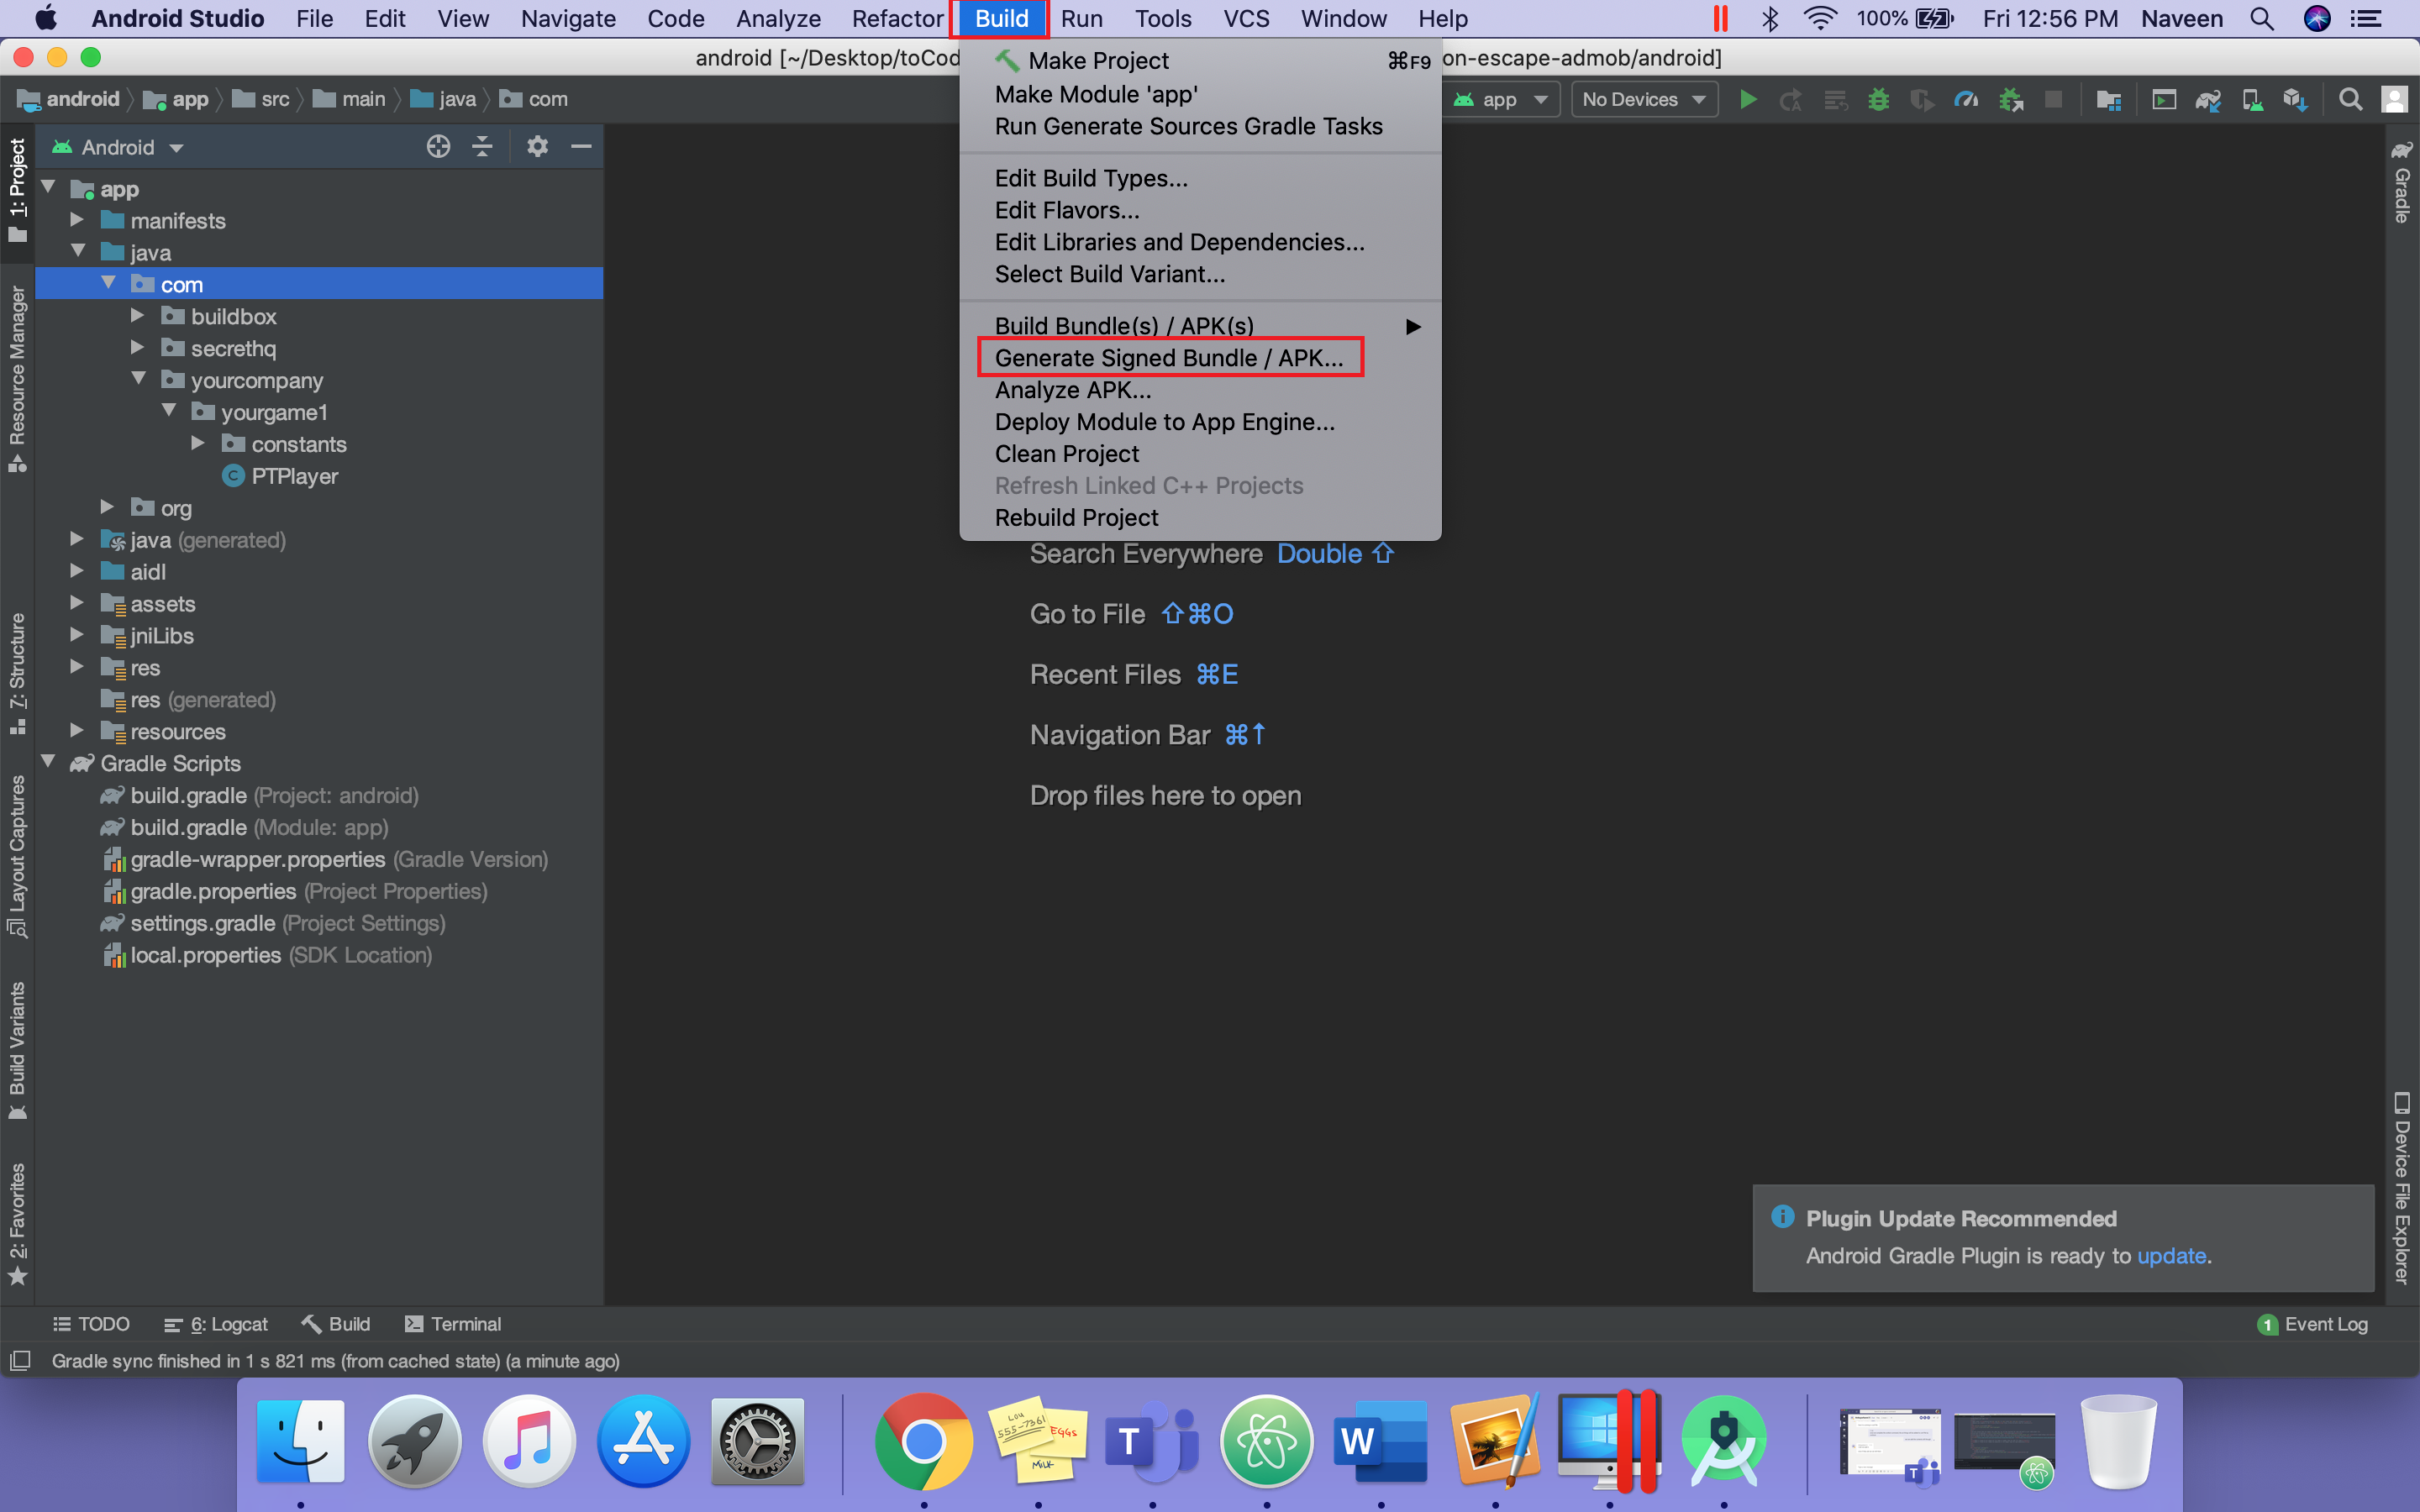 Android Studio File Edit View Navigate Code Analyze Refactor Build Run Tools VCS Window Help 100% Fri 12:56 PM Naveen
android [~/Desktop/toCod on-escape-admob/android]
android app src main java com app No Devices
Make Project ⌘F9
Make Module 'app'
Run Generate Sources Gradle Tasks
Edit Build Types...
Edit Flavors...
Edit Libraries and Dependencies...
Select Build Variant...
Build Bundle(s) / APK(s)
Generate Signed Bundle / APK...
Analyze APK...
Deploy Module to App Engine...
Clean Project
Refresh Linked C++ Projects
Rebuild Project
1: Project
Resource Manager
7: Structure
Layout Captures
Build Variants
2: Favorites
Android
app
manifests
java
com
buildbox
secrethq
yourcompany
yourgame1
constants
PTPlayer
org
java (generated)
aidl
assets
jniLibs
res
res (generated)
resources
Gradle Scripts
build.gradle (Project: android)
build.gradle (Module: app)
gradle-wrapper.properties (Gradle Version)
gradle.properties (Project Properties)
settings.gradle (Project Settings)
local.properties (SDK Location)
Search Everywhere Double ⇧
Go to File ⇧⌘O
Recent Files ⌘E
Navigation Bar ⌘↑
Drop files here to open
Gradle
Device File Explorer
Plugin Update Recommended
Android Gradle Plugin is ready to update.
TODO 6: Logcat Build Terminal 1 Event Log
Gradle sync finished in 1 s 821 ms (from cached state) (a minute ago)
LOU
555-7361
EGGS
MILK
T
W
T